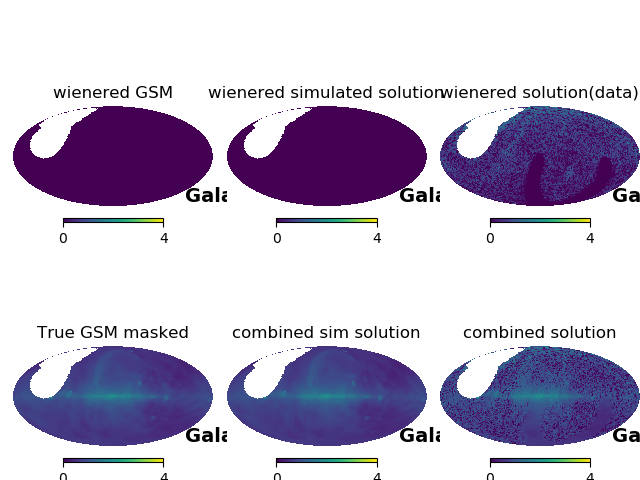 wienered GSM
wienered simulated solution
wienered solution(data)
Gala
Gala
Ga
0 4
0 4
0 4
True GSM masked
combined sim solution
combined solution
Gala
Gala
Ga
0 4
0 4
0 4